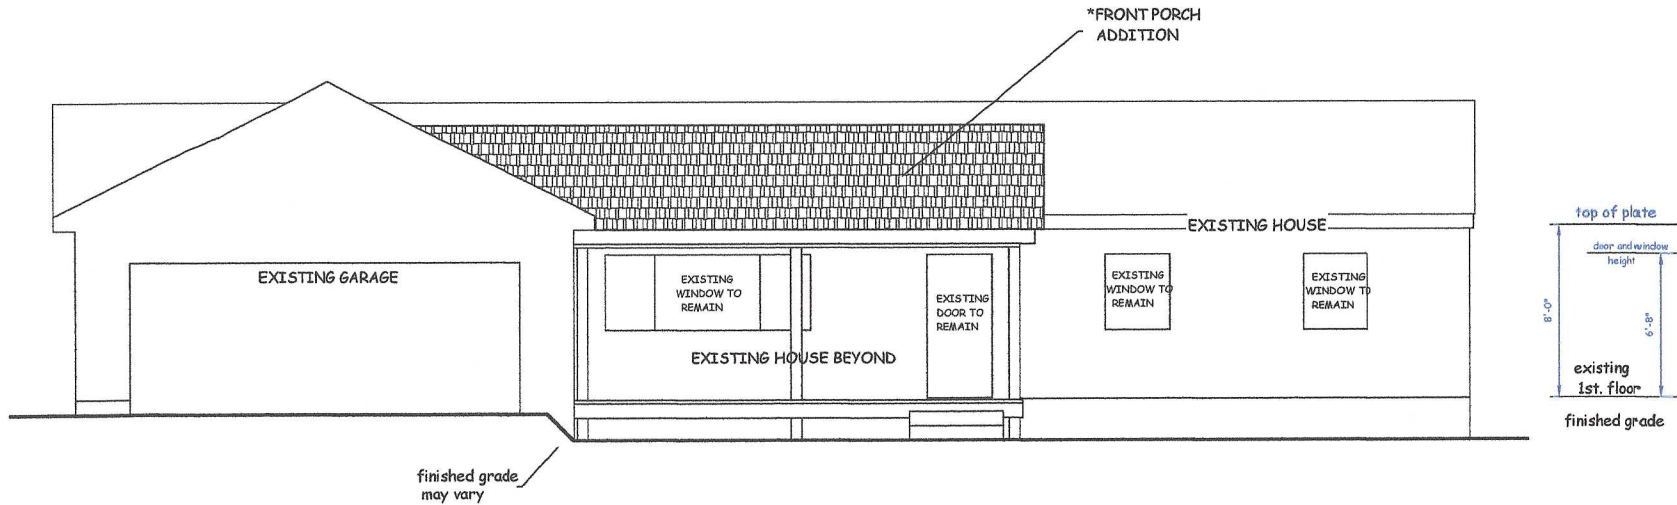 *FRONT PORCH
ADDITION
EXISTING HOUSE
top of plate
door and window
height
EXISTING GARAGE
EXISTING
WINDOW TO
REMAIN
EXISTING
DOOR TO
REMAIN
EXISTING
WINDOW TO
REMAIN
EXISTING
WINDOW TO
REMAIN
8'-0"
6'-8"
EXISTING HOUSE BEYOND
existing
1st. floor
finished grade
finished grade
may vary